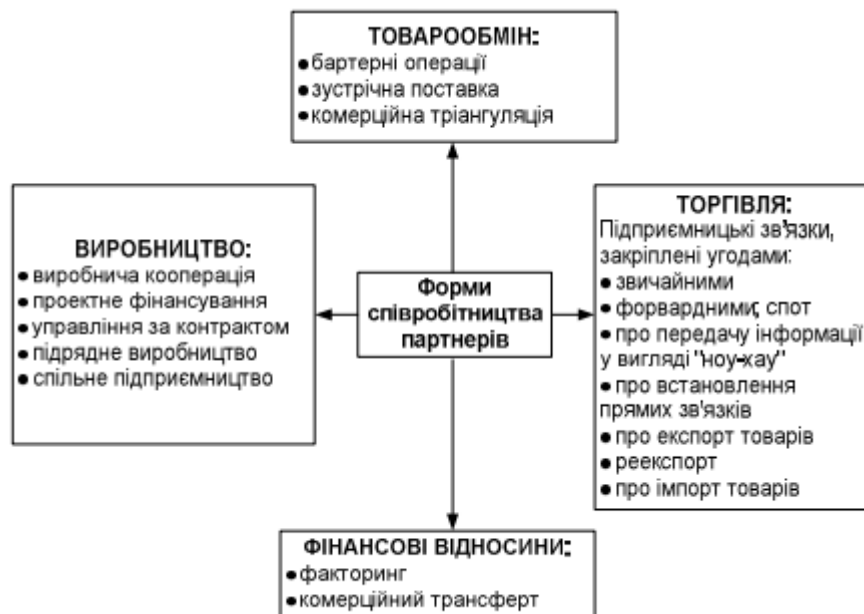 ТОВАРООБМІН:
● бартерні операції
● зустрічна поставка
● комерційна тріангуляція
ВИРОБНИЦТВО:
● виробнича кооперація
● проектне фінансування
● управління за контрактом
● підрядне виробництво
● спільне підприємництво
Форми
співробітництва
партнерів
ТОРГІВЛЯ:
Підприємницькі зв'язки,
закріплені угодами:
● звичайними
● форвардними; спот
● про передачу інформації
у вигляді "ноу-хау"
● про встановлення
прямих зв'язків
● про експорт товарів
● реекспорт
● про імпорт товарів
ФІНАНСОВІ ВІДНОСИНИ:
● факторинг
● комерційний трансферт